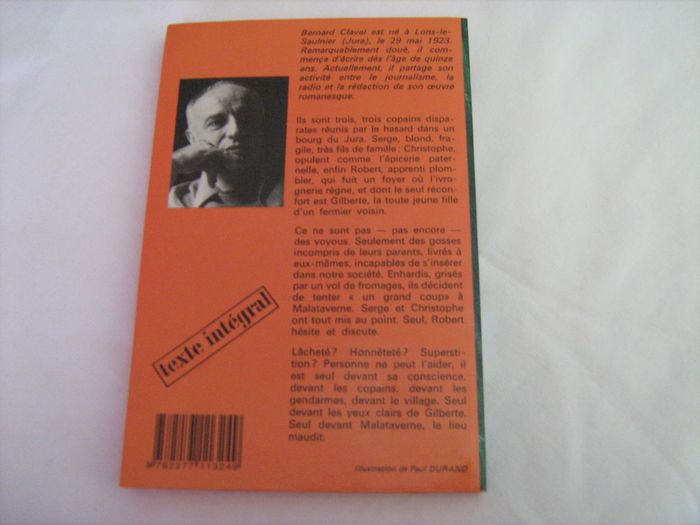 Bernard Clavel est né à Lons-le-
Saulnier (Jura), le 29 mai 1923.
Remarquablement doué, il com-
mença d'écrire dès l'âge de quinze
ans. Actuellement, il partage son
activité entre le journalisme, la
radio et la rédaction de son œuvre
romanesque.
Ils sont trois, trois copains dispa-
rates réunis par le hasard dans un
bourg du Jura. Serge, blond, fra-
gile, très fils de famille ; Christophe,
opulent comme l'épicerie pater-
nelle, enfin Robert, apprenti plom-
bier, qui fuit un foyer où l'ivro-
gnerie règne, et dont le seul récon-
fort est Gilberte, la toute jeune fille
d'un fermier voisin.
Ce ne sont pas — pas encore —
des voyous. Seulement des gosses
incompris de leurs parents, livrés à
eux-mêmes, incapables de s'insérer
dans notre société. Enhardis, grisés
par un vol de fromages, ils décident
de tenter « un grand coup » à
Malataverne. Serge et Christophe
ont tout mis au point. Seul, Robert
hésite et discute.
Lâcheté ? Honnêteté ? Supersti-
tion ? Personne ne peut l'aider, il
est seul devant sa conscience,
devant les copains, devant les
gendarmes, devant le village. Seul
devant les yeux clairs de Gilberte.
Seul devant Malataverne, le lieu
maudit.
texte intégral
9782277113249
Illustration de Paul DURAND